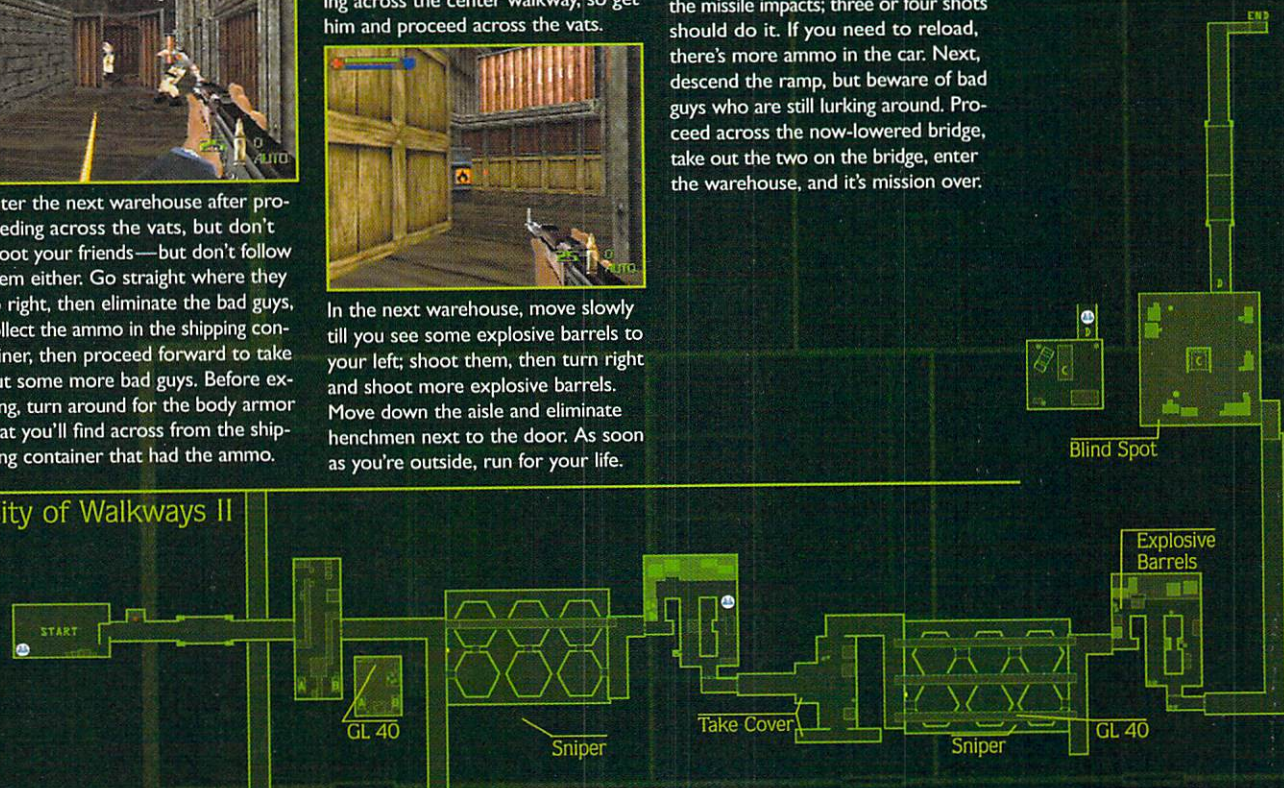 ter the next warehouse after pro-
eding across the vats, but don't
oot your friends—but don't follow
em either. Go straight where they
right, then eliminate the bad guys,
llect the ammo in the shipping con-
iner, then proceed forward to take
ut some more bad guys. Before ex-
ng, turn around for the body armor
at you'll find across from the ship-
ng container that had the ammo.
ing across the center walkway, so get
him and proceed across the vats.
0
AUTO
25
0
AUTO
In the next warehouse, move slowly
till you see some explosive barrels to
your left; shoot them, then turn right
and shoot more explosive barrels.
Move down the aisle and eliminate
henchmen next to the door. As soon
as you're outside, run for your life.
the missile impacts; three or four shots
should do it. If you need to reload,
there's more ammo in the car. Next,
descend the ramp, but beware of bad
guys who are still lurking around. Pro-
ceed across the now-lowered bridge,
take out the two on the bridge, enter
the warehouse, and it's mission over.
END
D
D
C
C
Blind Spot
ity of Walkways II
START
A
B
A
B
GL 40
Sniper
Take Cover
Sniper
GL 40
Explosive
Barrels